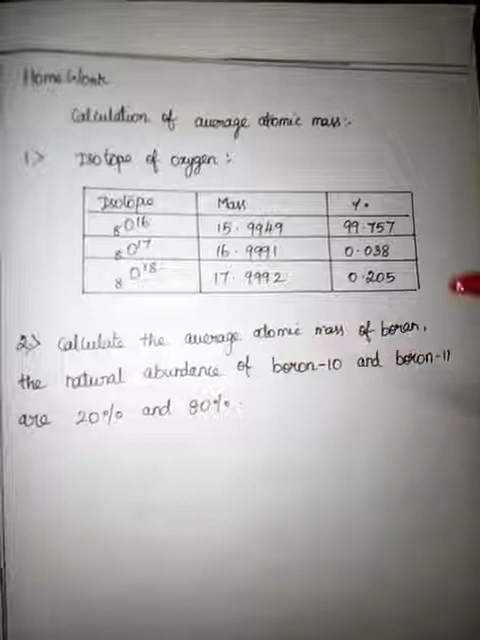 Home Work
Calculation of average atomic mass:-
1> Isotope of oxygen :
Isotope Mass %.
8O16 15.9949 99.757
8O17 16.9991 0.038
8O18 17.9992 0.205
2> Calculate the average atomic mass of boran,
the natural abundance of boron-10 and boron-11
are 20% and 80%.